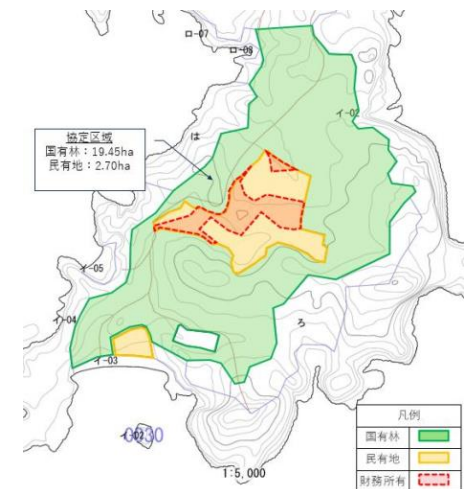 ロ-07
ロ-08
イ-02
は
協定区域
国有林：19.45ha
民有地：2.70ha
イ-05
イ-04
ろ
イ-03
0030
1:5,000
凡例
国有林
民有地
財務所有